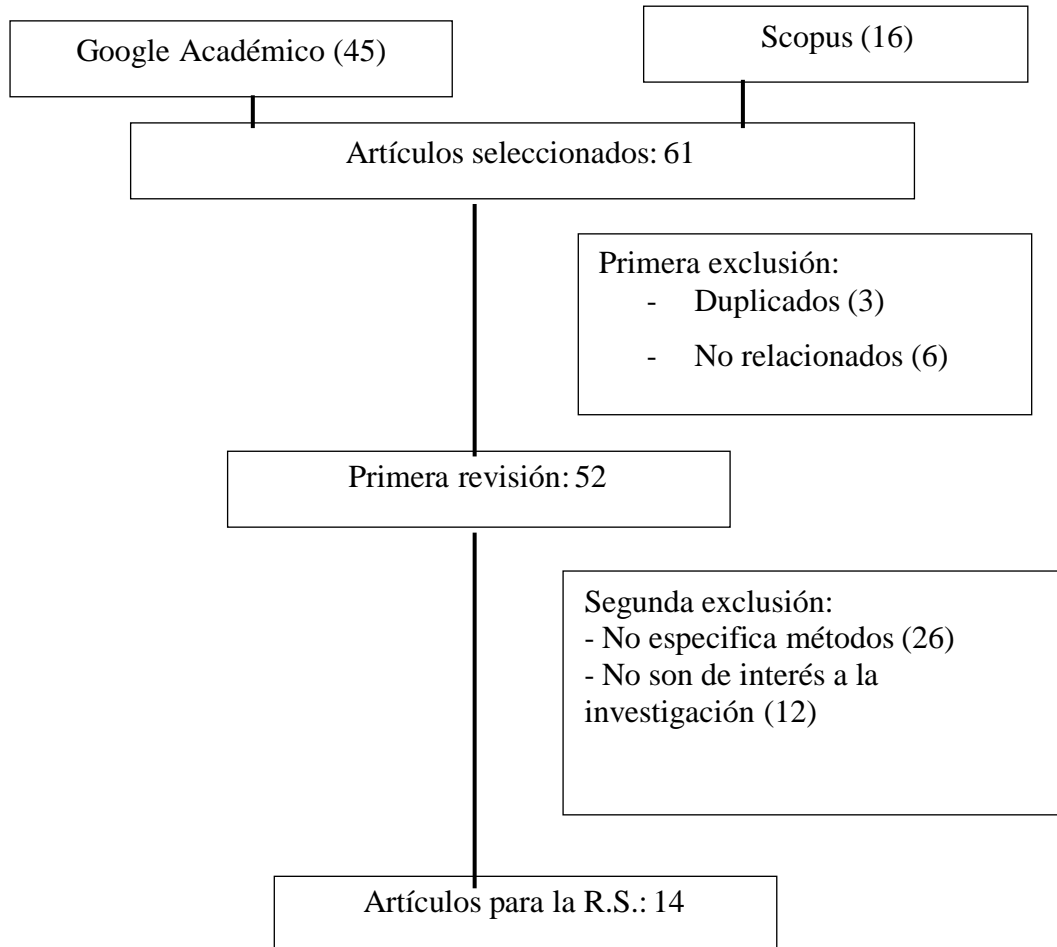 Google Académico (45)
Scopus (16)
Artículos seleccionados: 61
Primera exclusión:
- Duplicados (3)
- No relacionados (6)
Primera revisión: 52
Segunda exclusión:
- No especifica métodos (26)
- No son de interés a la
investigación (12)
Artículos para la R.S.: 14